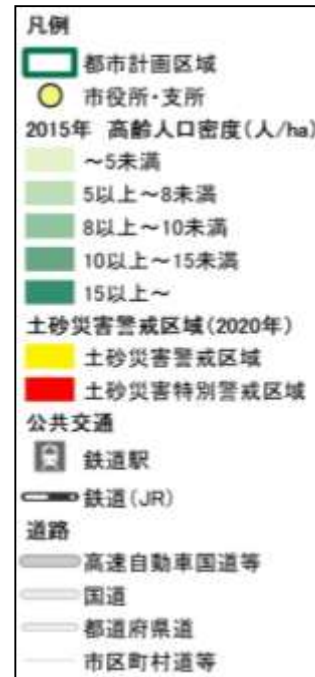 凡例
都市計画区域
市役所・支所
2015年 高齢人口密度(人/ha)
～5未満
5以上～8未満
8以上～10未満
10以上～15未満
15以上～
土砂災害警戒区域(2020年)
土砂災害警戒区域
土砂災害特別警戒区域
公共交通
鉄道駅
鉄道(JR)
道路
高速自動車国道等
国道
都道府県道
市区町村道等